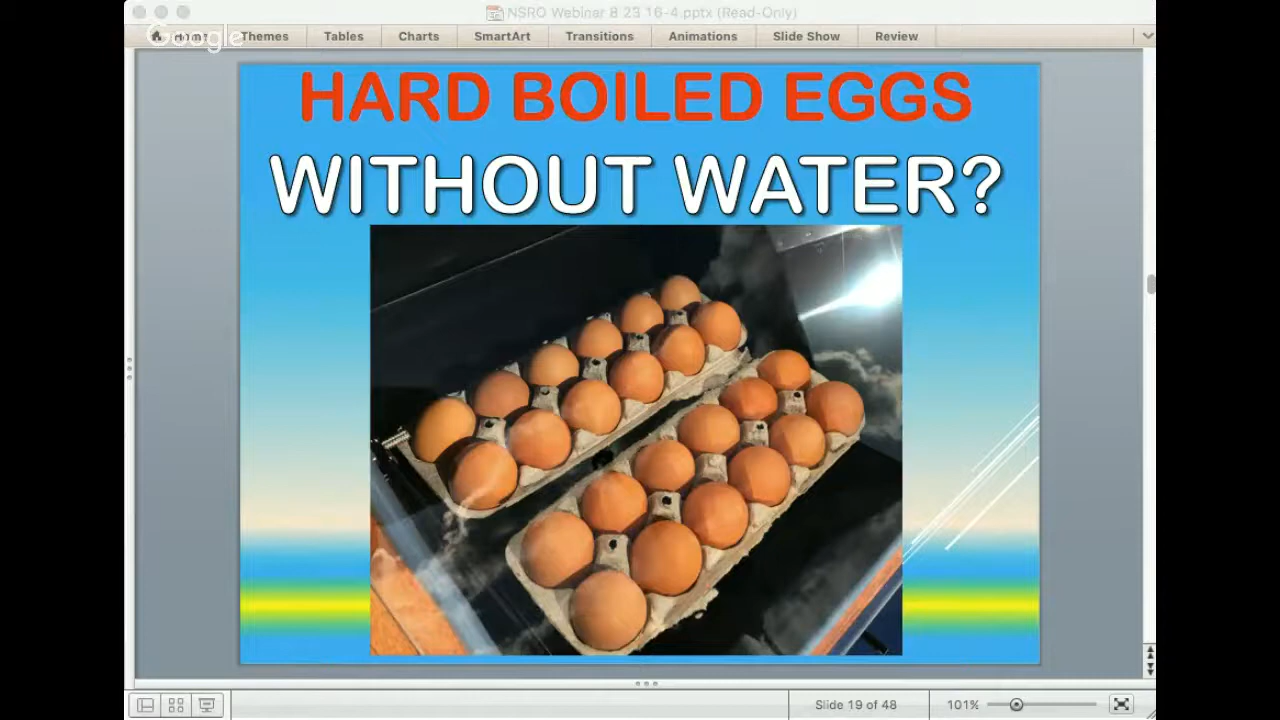 NSRO Webinar 8 23 16-4.pptx (Read-Only)
Google
Home Themes Tables Charts SmartArt Transitions Animations Slide Show Review
HARD BOILED EGGS
WITHOUT WATER?
Slide 19 of 48 101%